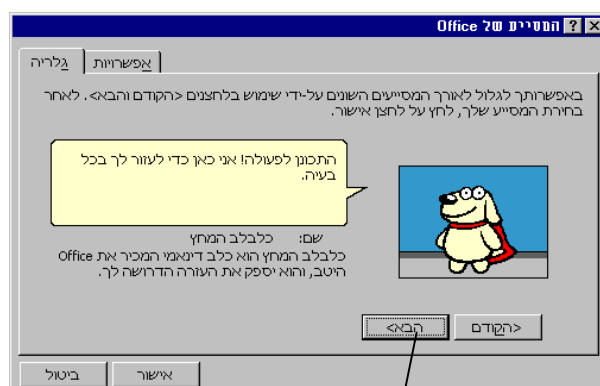 המסייע של Office
גלריה
אפשרויות
באפשרותך לגלול לאורך המסייעים השונים על-ידי שימוש בלחצנים <הקודם והבא>. לאחר
בחירת המסייע שלך, לחץ על לחצן אישור.
התכונן לפעולה! אני כאן כדי לעזור לך בכל
בעיה.
שם: כלבלב המחץ
כלבלב המחץ הוא כלב דינאמי המכיר את Office
היטב, והוא יספק את העזרה הדרושה לך.
<הקודם
הבא>
אישור
ביטול